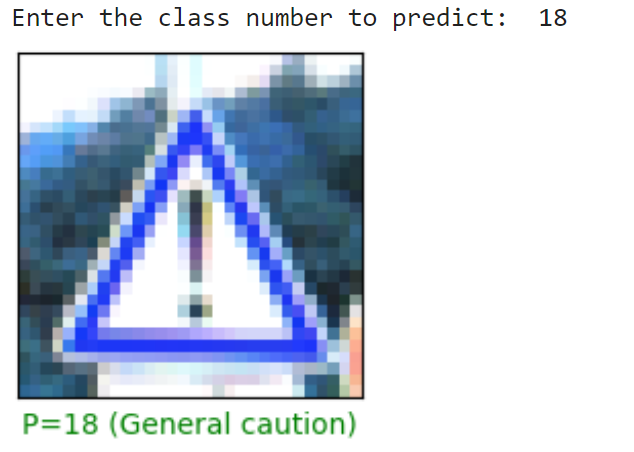 Enter the class number to predict: 18
P=18 (General caution)